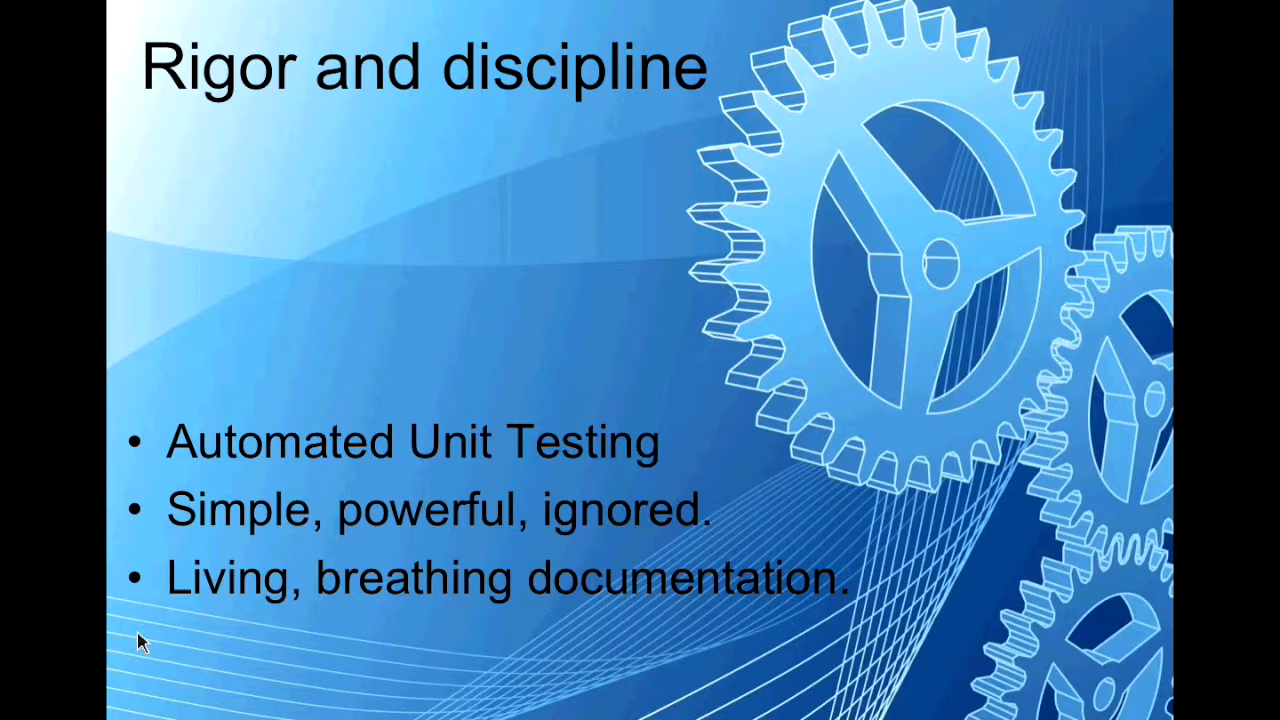 Rigor and discipline
• Automated Unit Testing
• Simple, powerful, ignored.
• Living, breathing documentation.